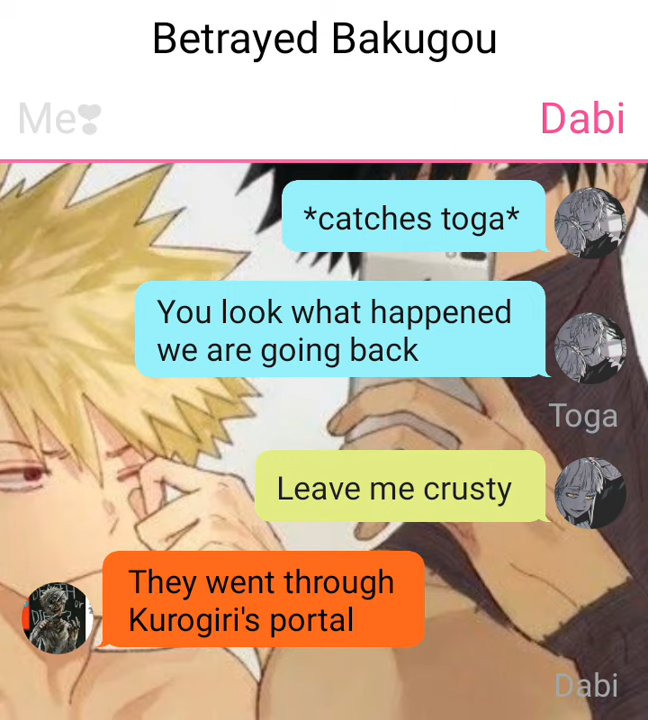 Betrayed Bakugou
Me❣
Dabi
*catches toga*
You look what happened
we are going back
Toga
Leave me crusty
They went through
Kurogiri's portal
Dabi